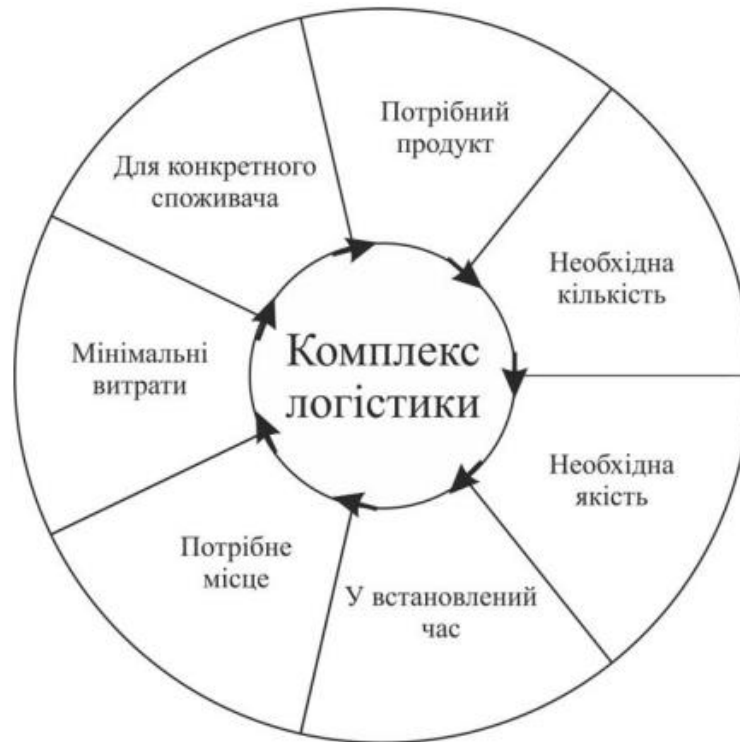 Потрібний
продукт
Необхідна
кількість
Необхідна
якість
У встановлений
час
Потрібне
місце
Мінімальні
витрати
Для конкретного
споживача
Комплекс
логістики